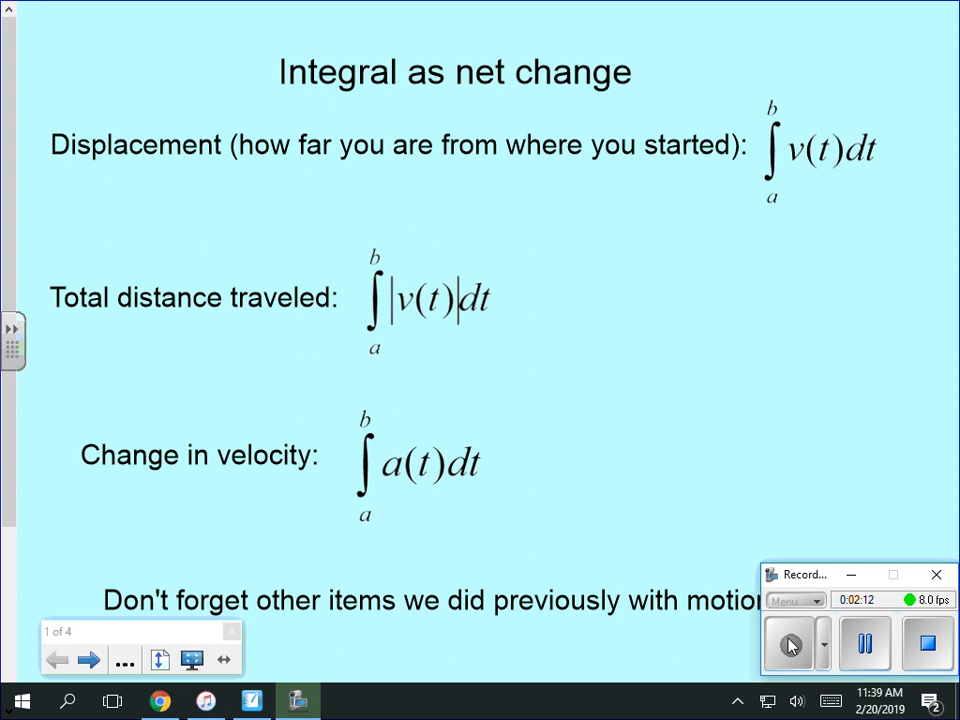 Integral as net change
Displacement (how far you are from where you started): ∫_a^b v(t)dt
Total distance traveled: ∫_a^b |v(t)|dt
Change in velocity: ∫_a^b a(t)dt
Don't forget other items we did previously with motion
Record...
Menu
0:02:12
8.0 fps
1 of 4
...
11:39 AM
2/20/2019
2